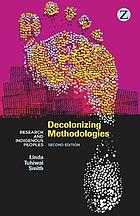 Z
Decolonizing
Methodologies
RESEARCH
AND
INDIGENOUS
PEOPLES
SECOND EDITION
Linda
Tuhiwai
Smith